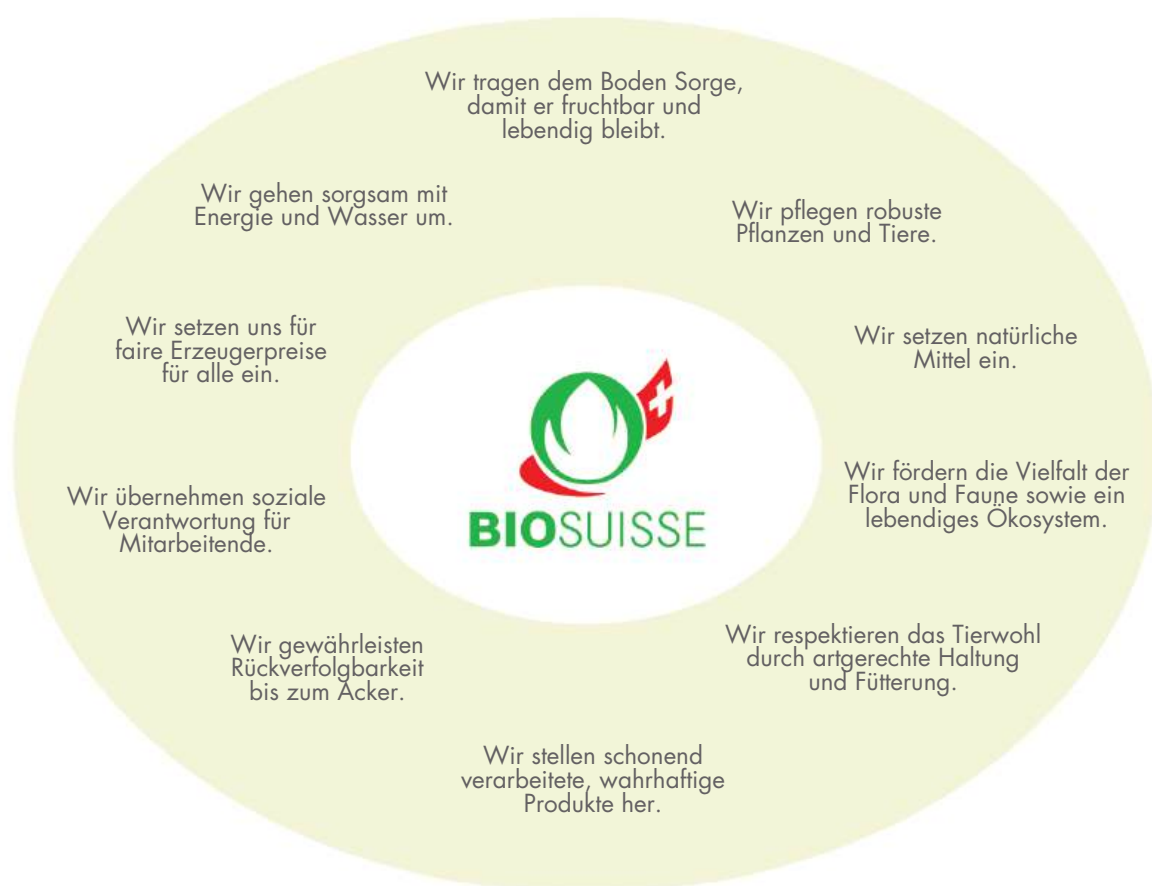 Wir tragen dem Boden Sorge,
damit er fruchtbar und
lebendig bleibt.
Wir gehen sorgsam mit
Energie und Wasser um.
Wir pflegen robuste
Pflanzen und Tiere.
Wir setzen uns für
faire Erzeugerpreise
für alle ein.
Wir setzen natürliche
Mittel ein.
BIOSUISSE
Wir übernehmen soziale
Verantwortung für
Mitarbeitende.
Wir fördern die Vielfalt der
Flora und Faune sowie ein
lebendiges Ökosystem.
Wir gewährleisten
Rückverfolgbarkeit
bis zum Acker.
Wir respektieren das Tierwohl
durch artgerechte Haltung
und Fütterung.
Wir stellen schonend
verarbeitete, wahrhaftige
Produkte her.